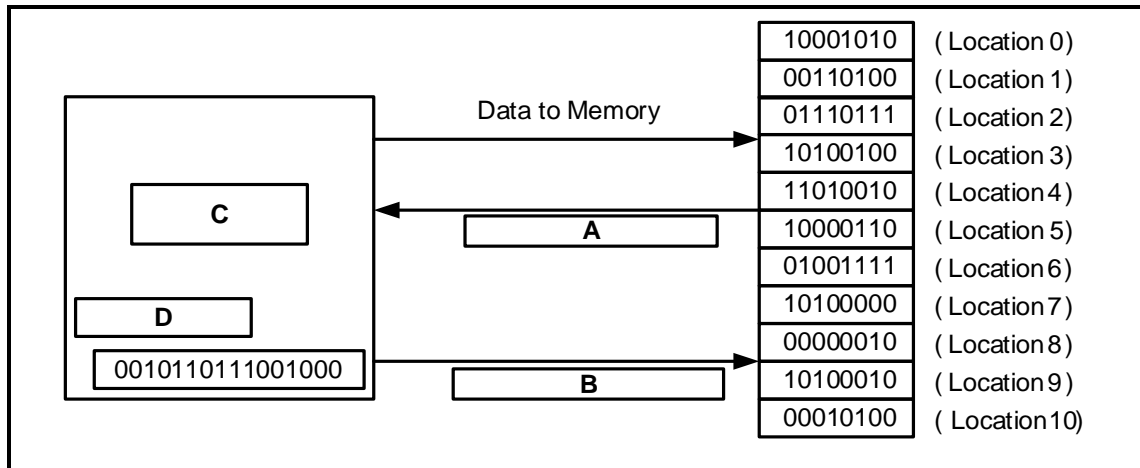 10001010 ( Location 0)
00110100 ( Location 1)
Data to Memory
01110111 ( Location 2)
10100100 ( Location 3)
11010010 ( Location 4)
C
A
10000110 ( Location 5)
01001111 ( Location 6)
10100000 ( Location 7)
D
00000010 ( Location 8)
0010110111001000
B
10100010 ( Location 9)
00010100 ( Location 10)